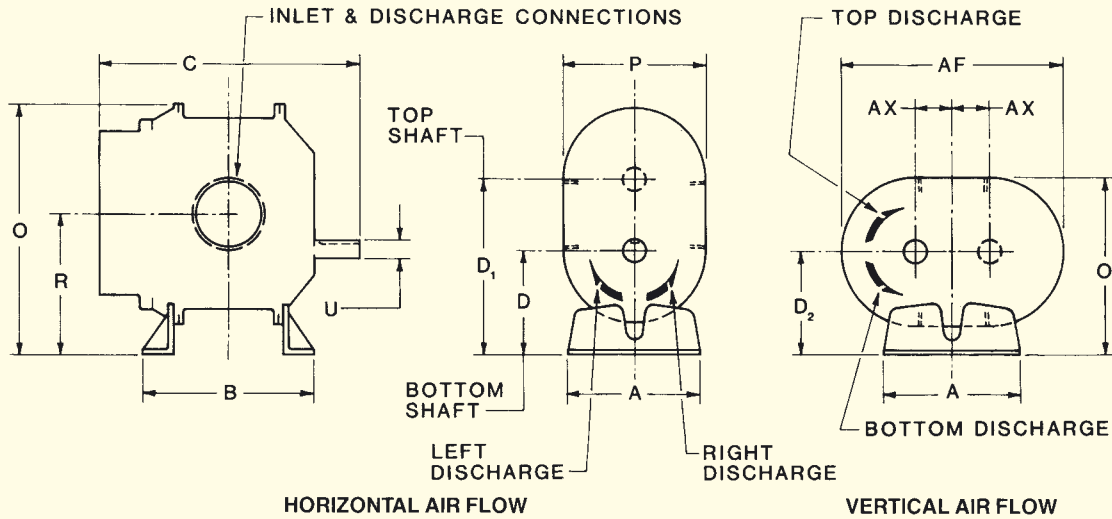 INLET & DISCHARGE CONNECTIONS
C
O
R
B
U
TOP
SHAFT
P
D1
D
BOTTOM
SHAFT
A
LEFT
DISCHARGE
RIGHT
DISCHARGE
HORIZONTAL AIR FLOW
TOP DISCHARGE
AF
AX
AX
D2
O
A
BOTTOM DISCHARGE
VERTICAL AIR FLOW